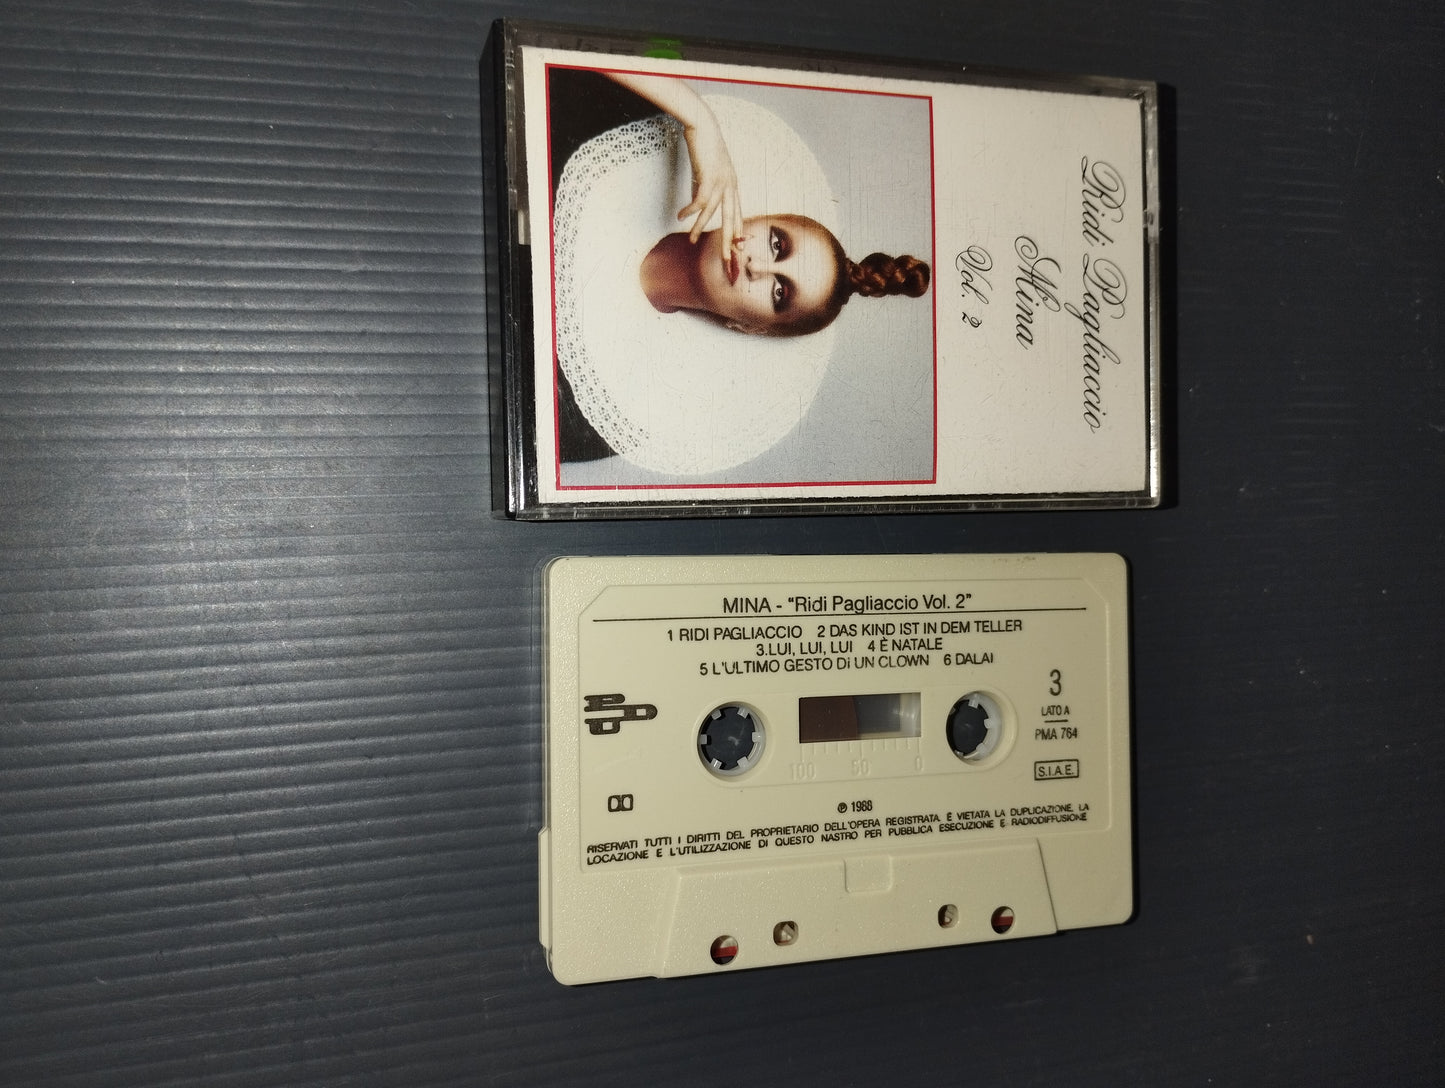 Ridi Pagliaccio
Mina
Vol. 2
MINA - “Ridi Pagliaccio Vol. 2”
1 RIDI PAGLIACCIO 2 DAS KIND IST IN DEM TELLER
3.LUI, LUI, LUI 4 È NATALE
5 L'ULTIMO GESTO Di UN CLOWN 6 DALAI
PDU
3
LATO A
PMA 764
S.I.A.E.
100 50 0
℗ 1988
RISERVATI TUTTI I DIRITTI DEL PROPRIETARIO DELL'OPERA REGISTRATA. È VIETATA LA DUPLICAZIONE, LA
LOCAZIONE E L'UTILIZZAZIONE DI QUESTO NASTRO PER PUBBLICA ESECUZIONE E RADIODIFFUSIONE